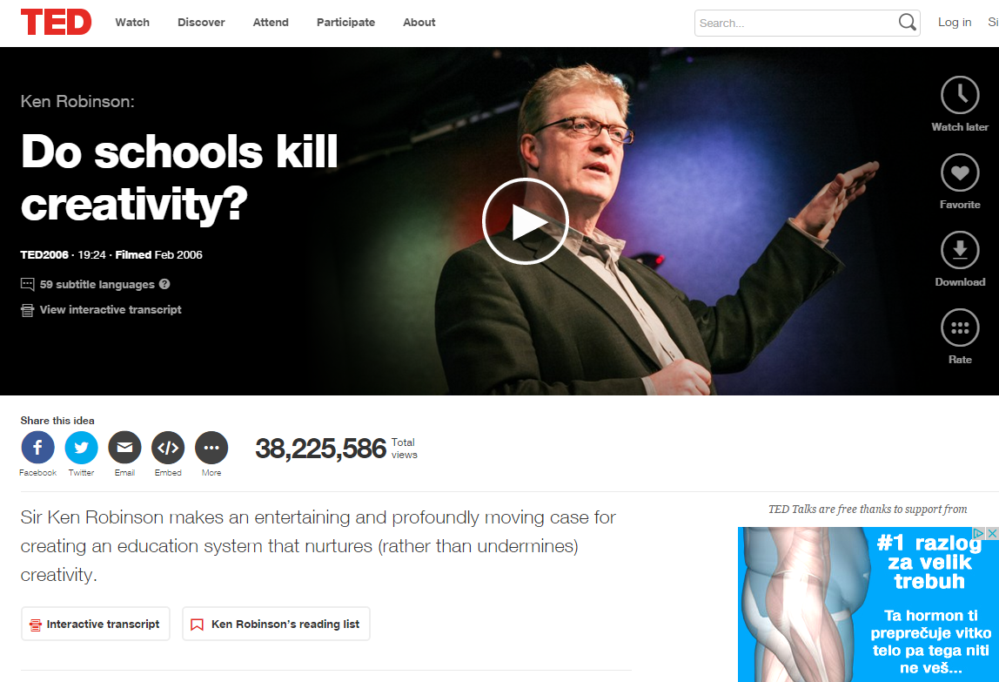 TED
Watch
Discover
Attend
Participate
About
Search...
Log in
Ken Robinson:
Do schools kill
creativity?
TED2006 · 19:24 · Filmed Feb 2006
59 subtitle languages ?
View interactive transcript
Watch later
Favorite
Download
Rate
Share this idea
Facebook
Twitter
Email
Embed
More
38,225,586 Total
views
Sir Ken Robinson makes an entertaining and profoundly moving case for
creating an education system that nurtures (rather than undermines)
creativity.
Interactive transcript
Ken Robinson's reading list
TED Talks are free thanks to support from
#1 razlog
za velik
trebuh
Ta hormon ti
preprečuje vitko
telo pa tega niti
ne veš...